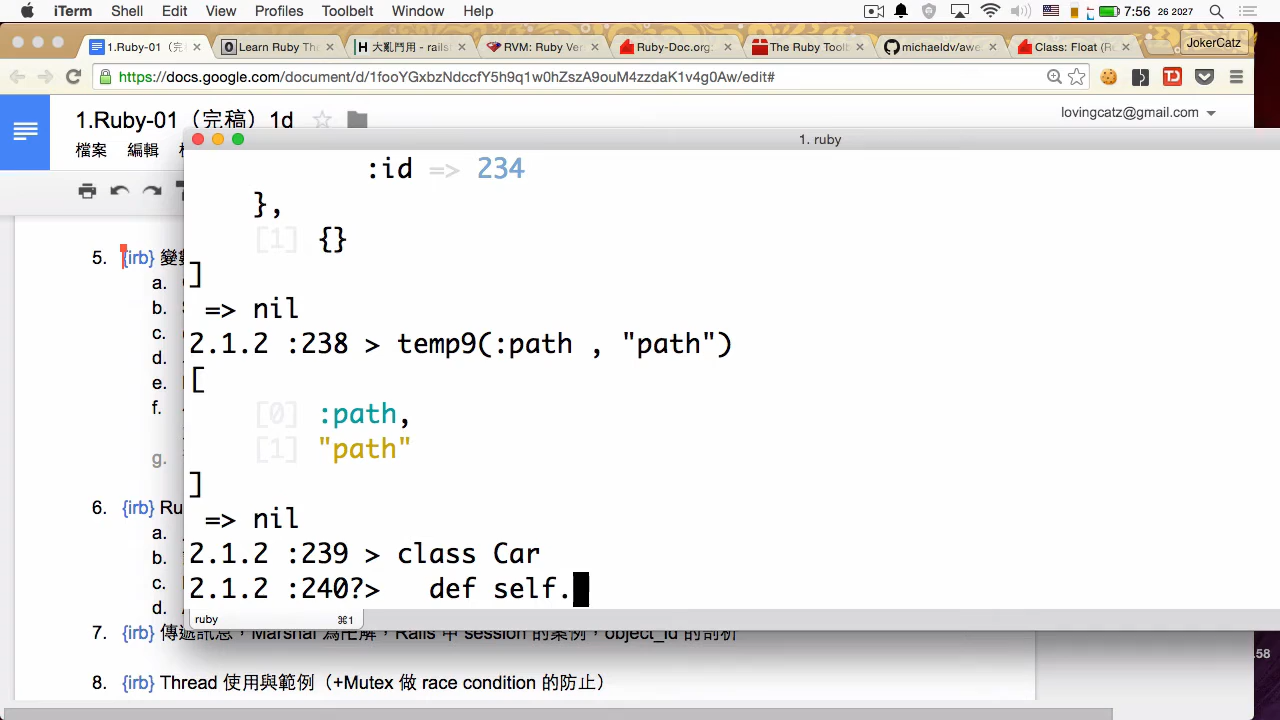 iTerm Shell Edit View Profiles Toolbelt Window Help 7:56 26 2027
1.Ruby-01（完 Learn Ruby The 大亂鬥用 - rails RVM: Ruby Ver Ruby-Doc.org The Ruby Toolb michaeldv Class: Float (R JokerCatz
https://docs.google.com/document/d/1fooYGxbzNdccfY5h9q1w0hZszA9ouM4zzdaK1v4g0Aw/edit#
1.Ruby-01（完稿）1d
lovingcatz@gmail.com
檔案 編輯
1. ruby
:id => 234
},
[1] {}
]
=> nil
2.1.2 :238 > temp9(:path , "path")
[
[0] :path,
[1] "path"
]
=> nil
2.1.2 :239 > class Car
2.1.2 :240?> def self.
ruby ⌘1
5. {irb} 變
a.
b.
c.
d.
e.
f.
g.
6. {irb} Ru
a.
b.
c.
d.
7. {irb} 傳遞訊息，Marshal 為什麼，Rails 中 session 的案例，object_id 的剖析
8. {irb} Thread 使用與範例（+Mutex 做 race condition 的防止）
.58